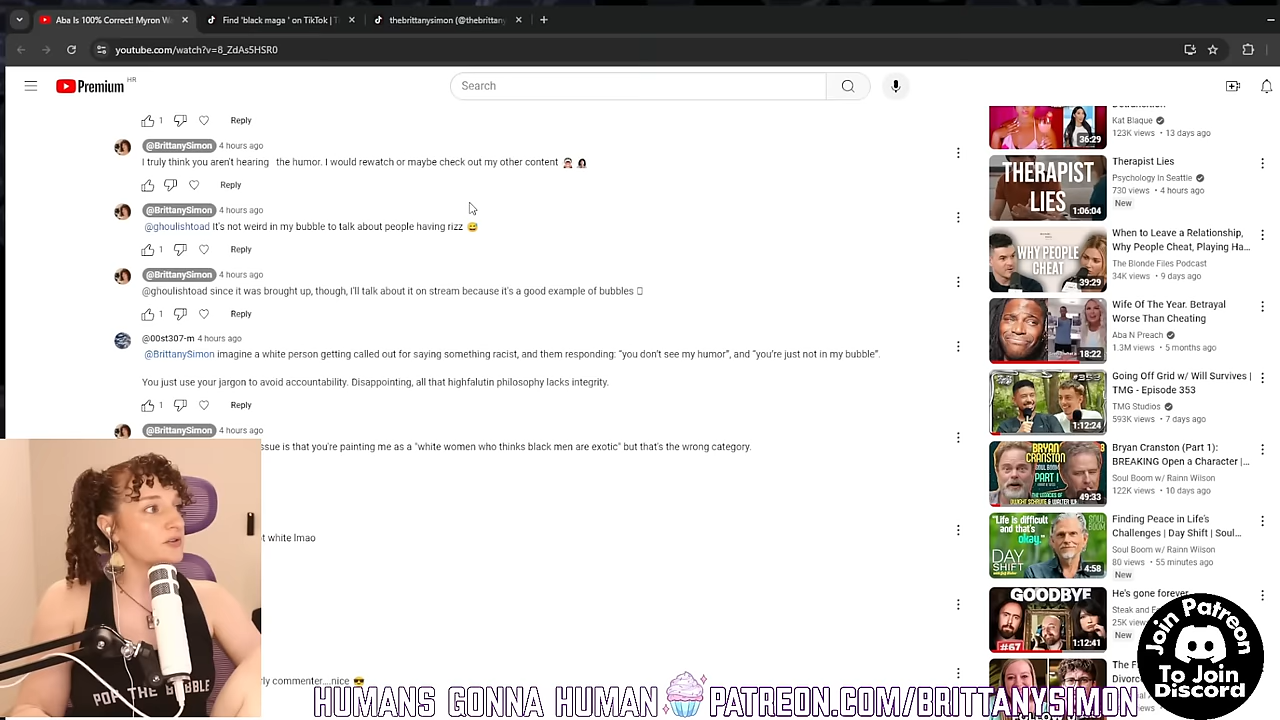 Aba Is 100% Correct! Myron W
Find 'black maga ' on TikTok | T
thebrittanysimon (@thebrittany
youtube.com/watch?v=8_ZdAs5HSR0
Premium HR
Search
1 Reply
@BrittanySimon 4 hours ago
I truly think you aren't hearing the humor. I would rewatch or maybe check out my other content
Reply
@BrittanySimon 4 hours ago
@ghoulishtoad It's not weird in my bubble to talk about people having rizz 😅
1 Reply
@BrittanySimon 4 hours ago
@ghoulishtoad since it was brought up, though, I'll talk about it on stream because it's a good example of bubbles
1 Reply
@00st307-m 4 hours ago
@BrittanySimon imagine a white person getting called out for saying something racist, and them responding: “you don't see my humor”, and “you're just not in my bubble”.
You just use your jargon to avoid accountability. Disappointing, all that highfalutin philosophy lacks integrity.
1 Reply
@BrittanySimon 4 hours ago
ssue is that you're painting me as a "white women who thinks black men are exotic" but that's the wrong category.
t white lmao
rly commenter....nice 😎
Kat Blaque
123K views • 13 days ago
36:29
THERAPIST
LIES
1:06:04
Therapist Lies
Psychology In Seattle
730 views • 4 hours ago
New
WHY PEOPLE
CHEAT
39:29
When to Leave a Relationship,
Why People Cheat, Playing Ha...
The Blonde Files Podcast
34K views • 9 days ago
18:22
Wife Of The Year. Betrayal
Worse Than Cheating
Aba N Preach
1.3M views • 5 months ago
1:12:24
Going Off Grid w/ Will Survives |
TMG - Episode 353
TMG Studios
593K views • 7 days ago
BRYAN
CRANSTON
SOUL BOOM
PART I
49:33
Bryan Cranston (Part 1):
BREAKING Open a Character |...
Soul Boom w/ Rainn Wilson
122K views • 10 days ago
"Life is difficult
and that's
okay."
DAY
SHIFT
4:58
Finding Peace in Life's
Challenges | Day Shift | Soul...
Soul Boom w/ Rainn Wilson
80 views • 55 minutes ago
New
GOODBYE
#67
1:12:41
He's gone forever
Steak and E
25K view
New
The F
Divorc
POP THE BUBBLE
HUMANS GONNA HUMAN PATREON.COM/BRITTANYSIMON
Join Patreon
To Join
Discord